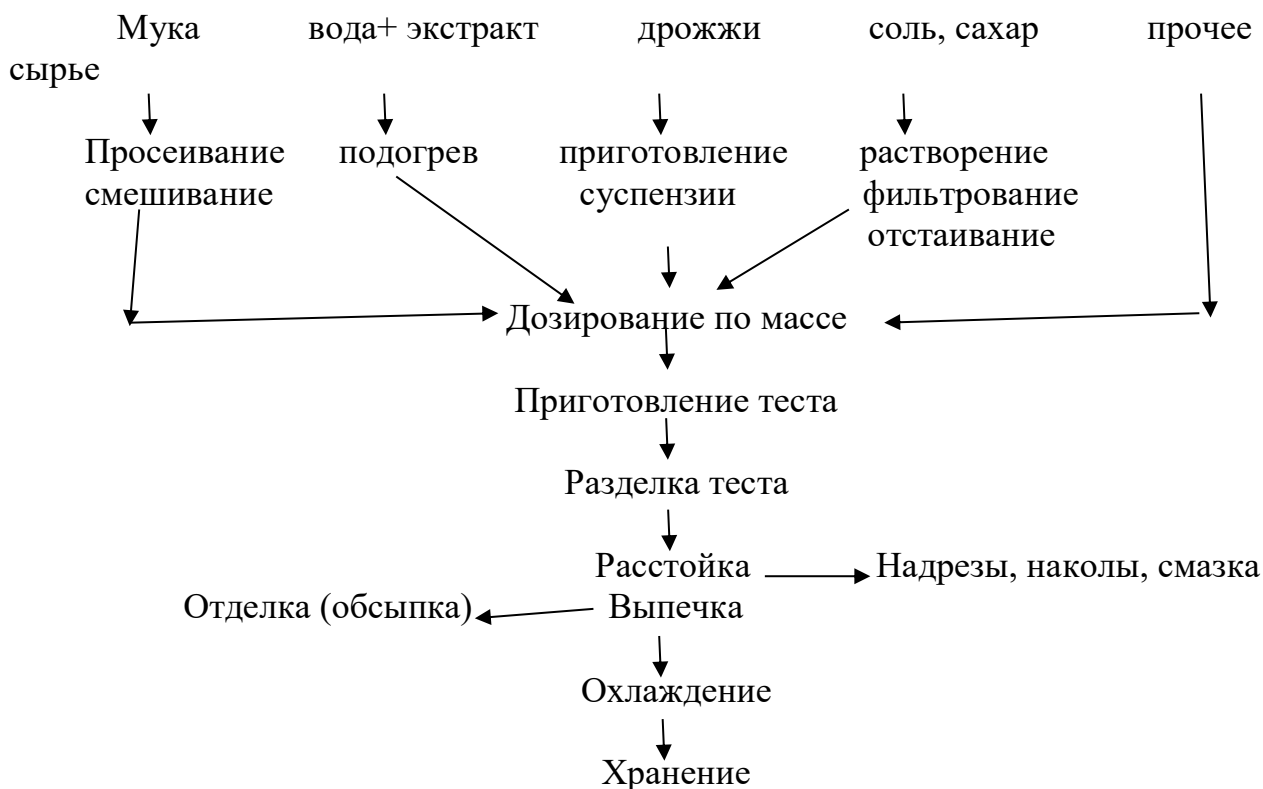 Мука вода+ экстракт дрожжи соль, сахар прочее
сырье
Просеивание подогрев приготовление растворение
смешивание суспензии фильтрование
отстаивание
Дозирование по массе
Приготовление теста
Разделка теста
Расстойка Надрезы, наколы, смазка
Отделка (обсыпка) Выпечка
Охлаждение
Хранение